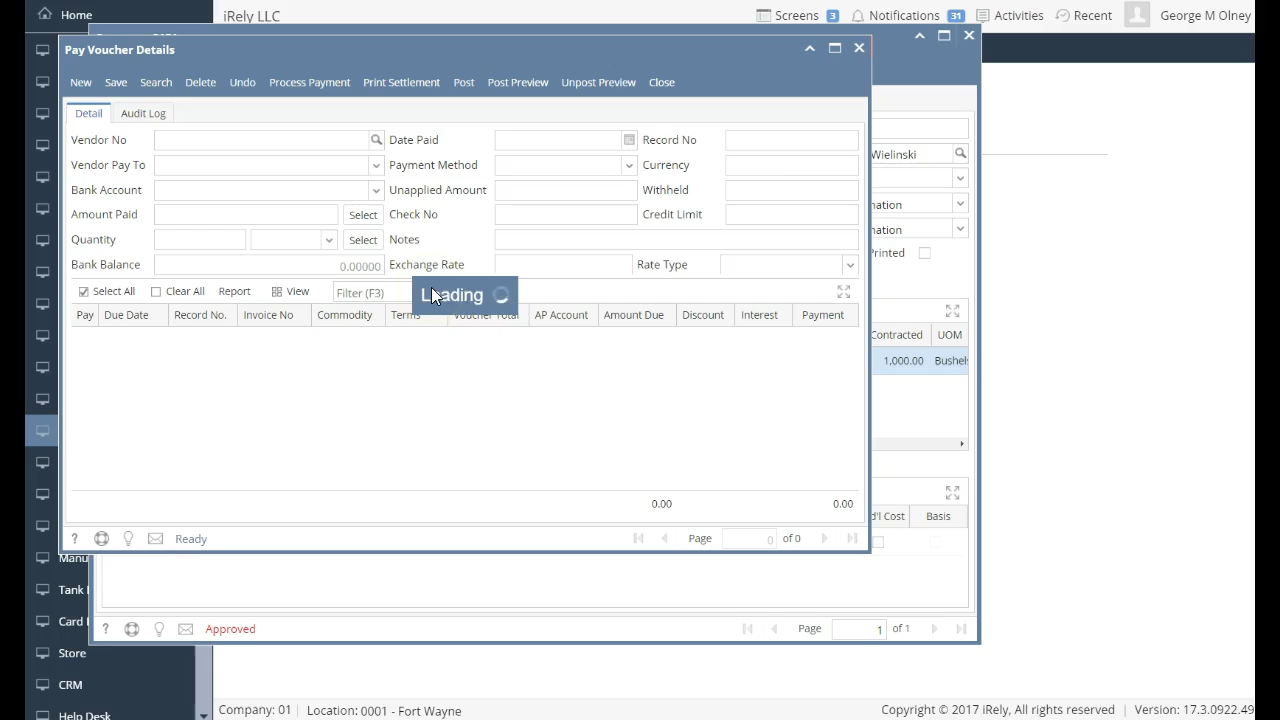 Home
iRely LLC
Screens 3 Notifications 31 Activities Recent George M Olney
Pay Voucher Details
New Save Search Delete Undo Process Payment Print Settlement Post Post Preview Unpost Preview Close
Detail Audit Log
Vendor No Date Paid Record No
Vendor Pay To Payment Method Currency
Bank Account Unapplied Amount Withheld
Amount Paid Select Check No Credit Limit
Quantity Select Notes
Bank Balance 0.00000 Exchange Rate Rate Type
Select All Clear All Report View Filter (F3)
Loading
Pay Due Date Record No. Invoice No Commodity Terms Voucher Total AP Account Amount Due Discount Interest Payment
0.00 0.00
? Ready Page 0 of 0
Wielinski
nation
nation
Printed
Contracted UOM
1,000.00 Bushels
d'l Cost Basis
Manu
Tank
Card
Store
CRM
Help Desk
? Approved Page 1 of 1
Company: 01 Location: 0001 - Fort Wayne
Copyright © 2017 iRely, All rights reserved Version: 17.3.0922.49